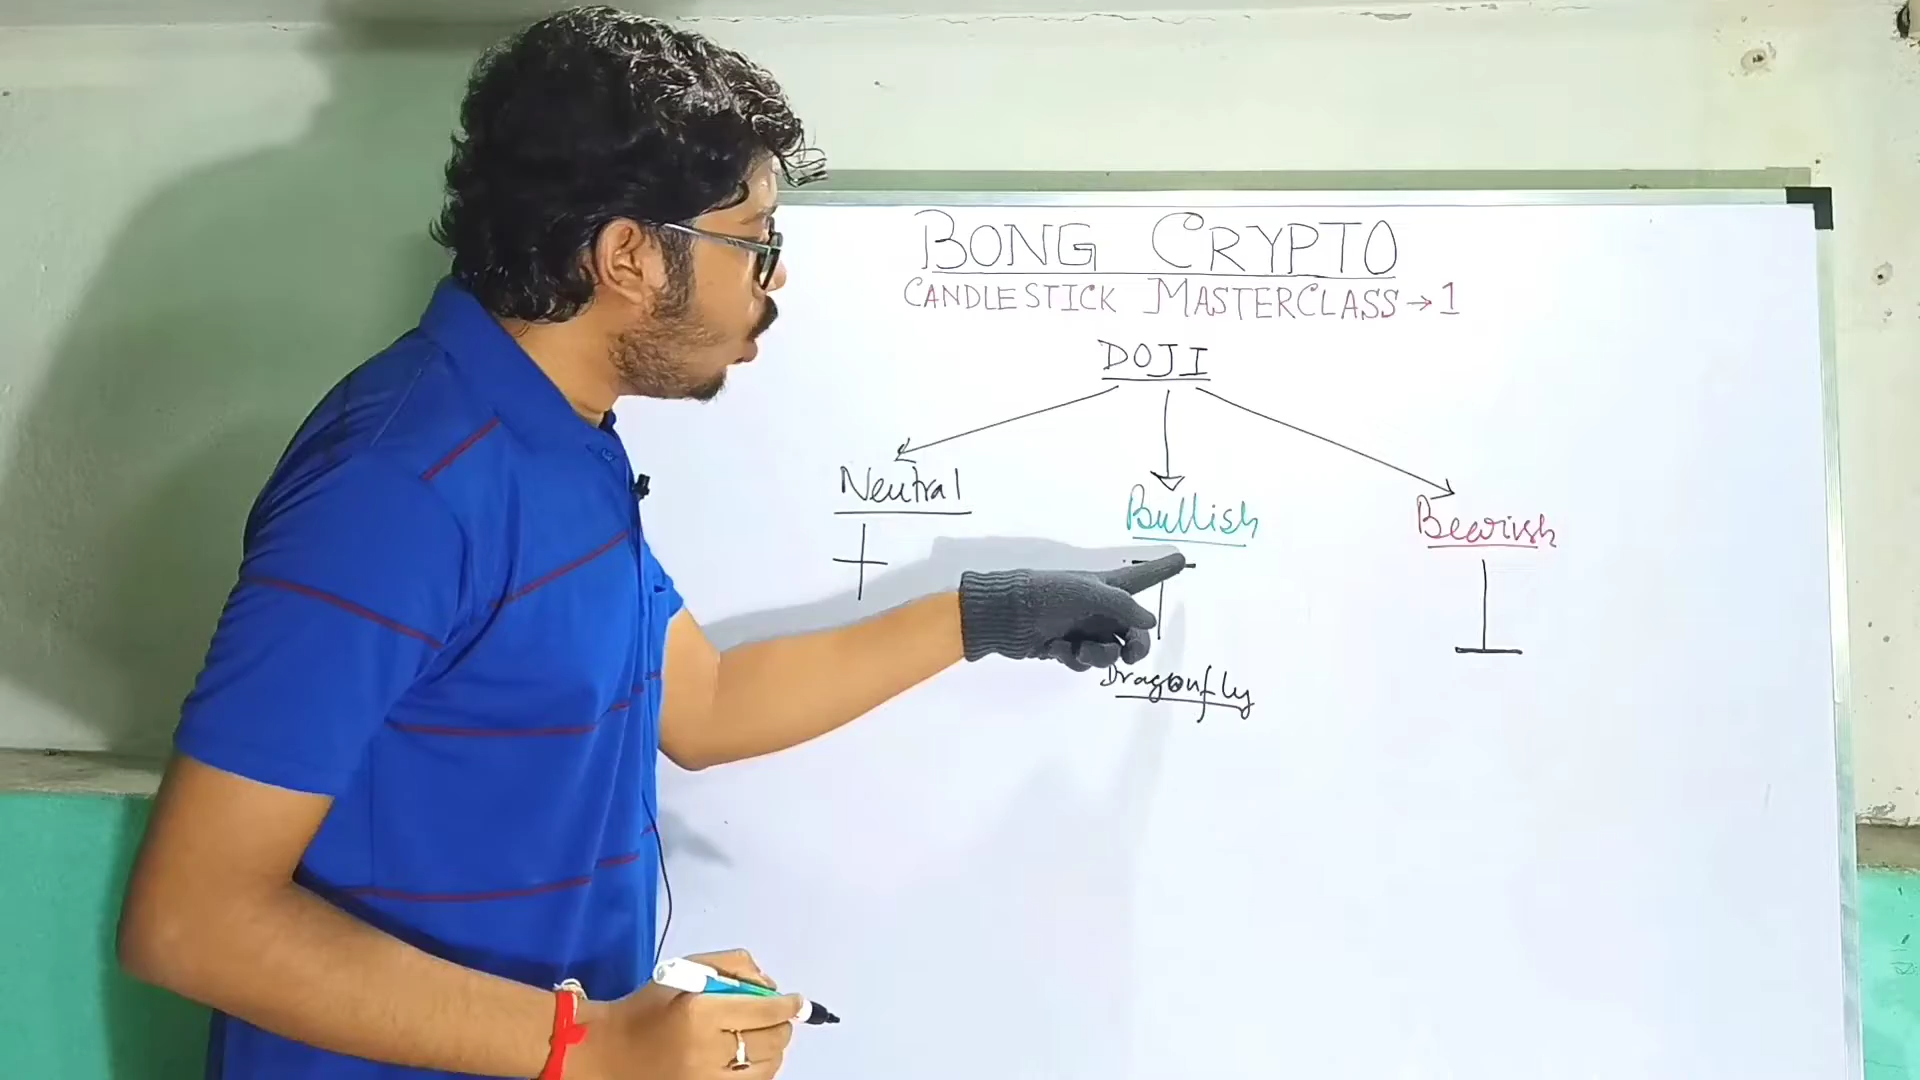 BONG CRYPTO
CANDLESTICK MASTERCLASS → 1
DOJI
Neutral
Bullish
Bearish
Dragonfly